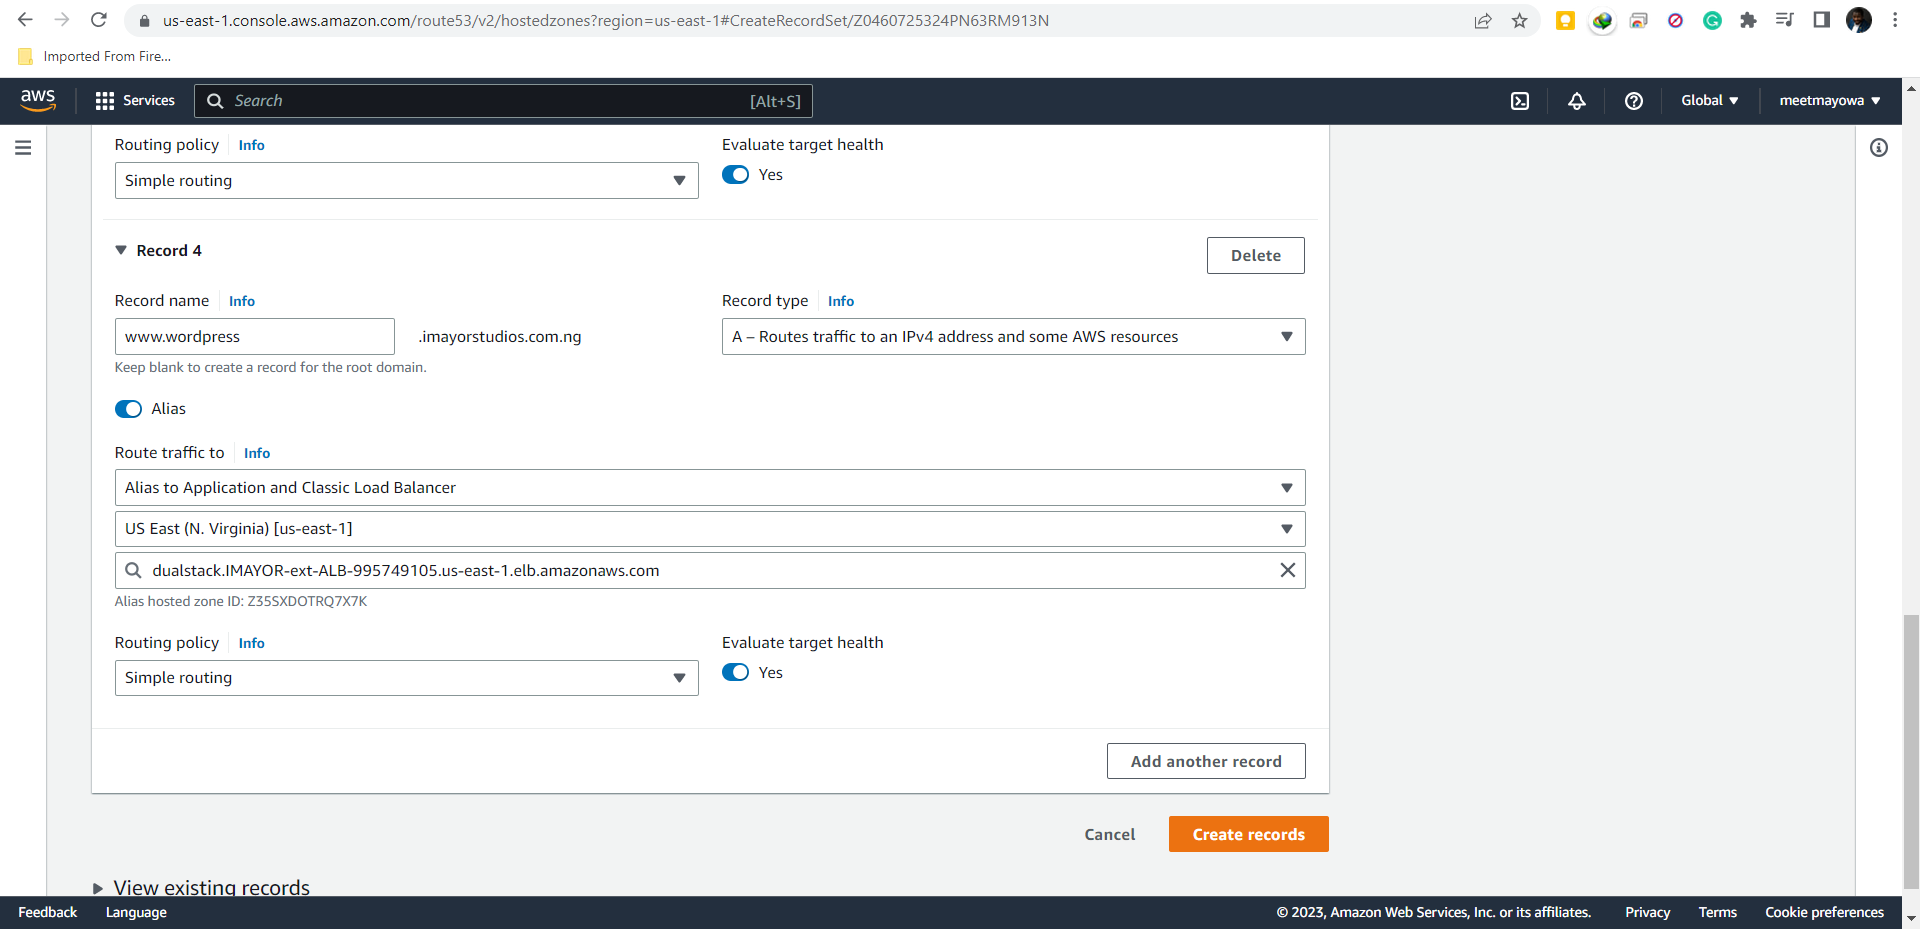 us-east-1.console.aws.amazon.com/route53/v2/hostedzones?region=us-east-1#CreateRecordSet/Z0460725324PN63RM913N
Imported From Fire...
aws
Services
Search
[Alt+S]
Global
meetmayowa
Routing policy
Info
Evaluate target health
Simple routing
Yes
Record 4
Delete
Record name
Info
Record type
Info
www.wordpress
.imayorstudios.com.ng
A – Routes traffic to an IPv4 address and some AWS resources
Keep blank to create a record for the root domain.
Alias
Route traffic to
Info
Alias to Application and Classic Load Balancer
US East (N. Virginia) [us-east-1]
dualstack.IMAYOR-ext-ALB-995749105.us-east-1.elb.amazonaws.com
Alias hosted zone ID: Z35SXDOTRQ7X7K
Routing policy
Info
Evaluate target health
Simple routing
Yes
Add another record
Cancel
Create records
View existing records
Feedback
Language
© 2023, Amazon Web Services, Inc. or its affiliates.
Privacy
Terms
Cookie preferences